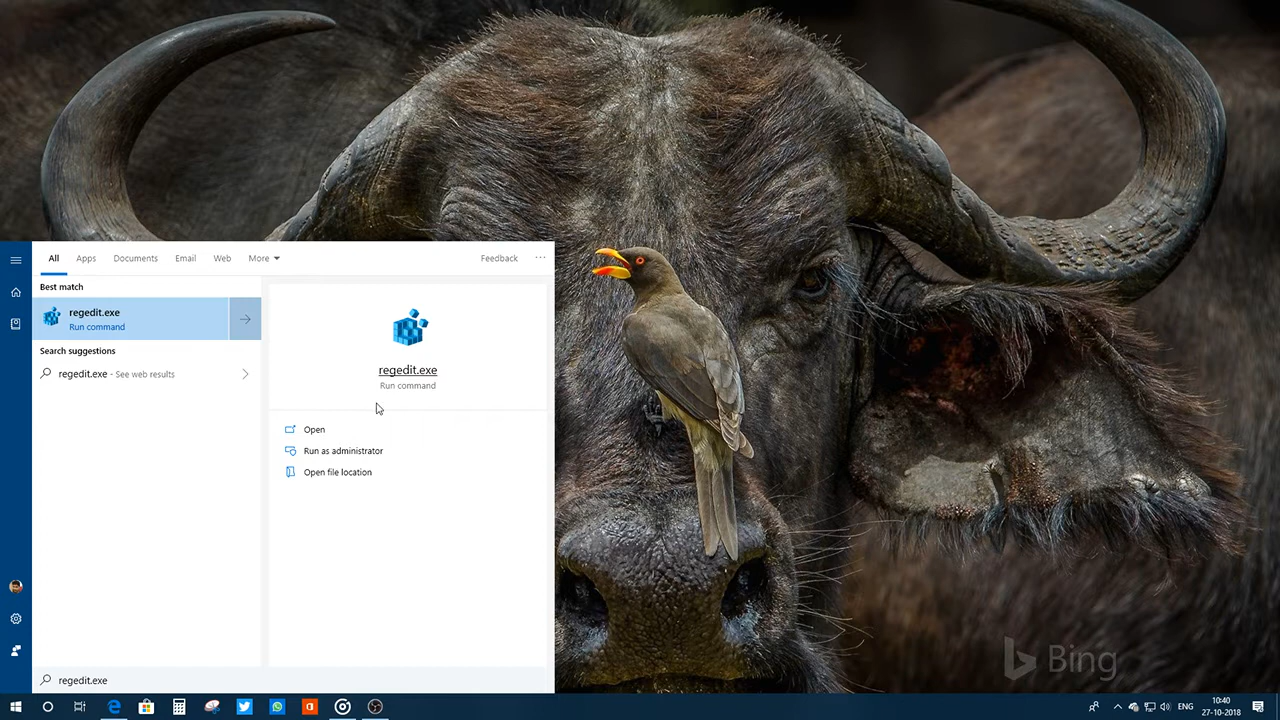 All Apps Documents Email Web More Feedback ...
Best match
regedit.exe
Run command
Search suggestions
regedit.exe - See web results
regedit.exe
Run command
Open
Run as administrator
Open file location
Bing
regedit.exe
ENG
10:40
27-10-2018